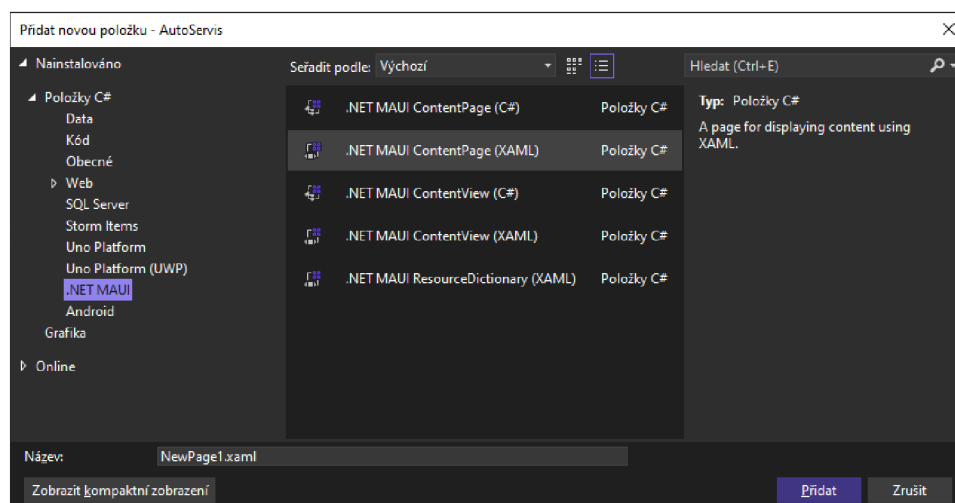 Přidat novou položku - AutoServis
Nainstalováno
Položky C#
Data
Kód
Obecné
Web
SQL Server
Storm Items
Uno Platform
Uno Platform (UWP)
.NET MAUI
Android
Grafika
Online
Seřadit podle: Výchozí
.NET MAUI ContentPage (C#) Položky C#
.NET MAUI ContentPage (XAML) Položky C#
.NET MAUI ContentView (C#) Položky C#
.NET MAUI ContentView (XAML) Položky C#
.NET MAUI ResourceDictionary (XAML) Položky C#
Hledat (Ctrl+E)
Typ: Položky C#
A page for displaying content using
XAML.
Název: NewPage1.xaml
Zobrazit kompaktní zobrazení
Přidat Zrušit